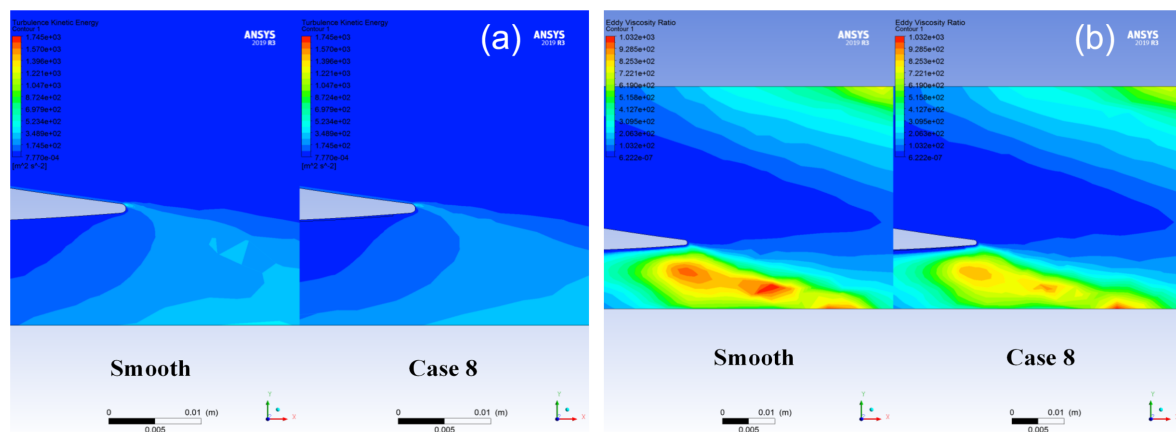 Turbulence Kinetic Energy
Contour 1
1.745e+03
1.570e+03
1.396e+03
1.221e+03
1.047e+03
8.724e+02
6.979e+02
5.234e+02
3.489e+02
1.745e+02
7.770e-04
[m^2 s^-2]
ANSYS
2019 R3
Smooth
0
0.01 (m)
0.005
Y
Z
X
Turbulence Kinetic Energy
Contour 1
1.745e+03
1.570e+03
1.396e+03
1.221e+03
1.047e+03
8.724e+02
6.979e+02
5.234e+02
3.489e+02
1.745e+02
7.770e-04
[m^2 s^-2]
(a)
ANSYS
2019 R3
Case 8
0
0.01 (m)
0.005
Y
Z
X
Eddy Viscosity Ratio
Contour 1
1.032e+03
9.285e+02
8.253e+02
7.221e+02
6.190e+02
5.158e+02
4.127e+02
3.095e+02
2.063e+02
1.032e+02
6.222e-07
ANSYS
2019 R3
Smooth
0
0.01 (m)
0.005
Y
Z
X
Eddy Viscosity Ratio
Contour 1
1.032e+03
9.285e+02
8.253e+02
7.221e+02
6.190e+02
5.158e+02
4.127e+02
3.095e+02
2.063e+02
1.032e+02
6.222e-07
(b)
ANSYS
2019 R3
Case 8
0
0.01 (m)
0.005
Y
Z
X